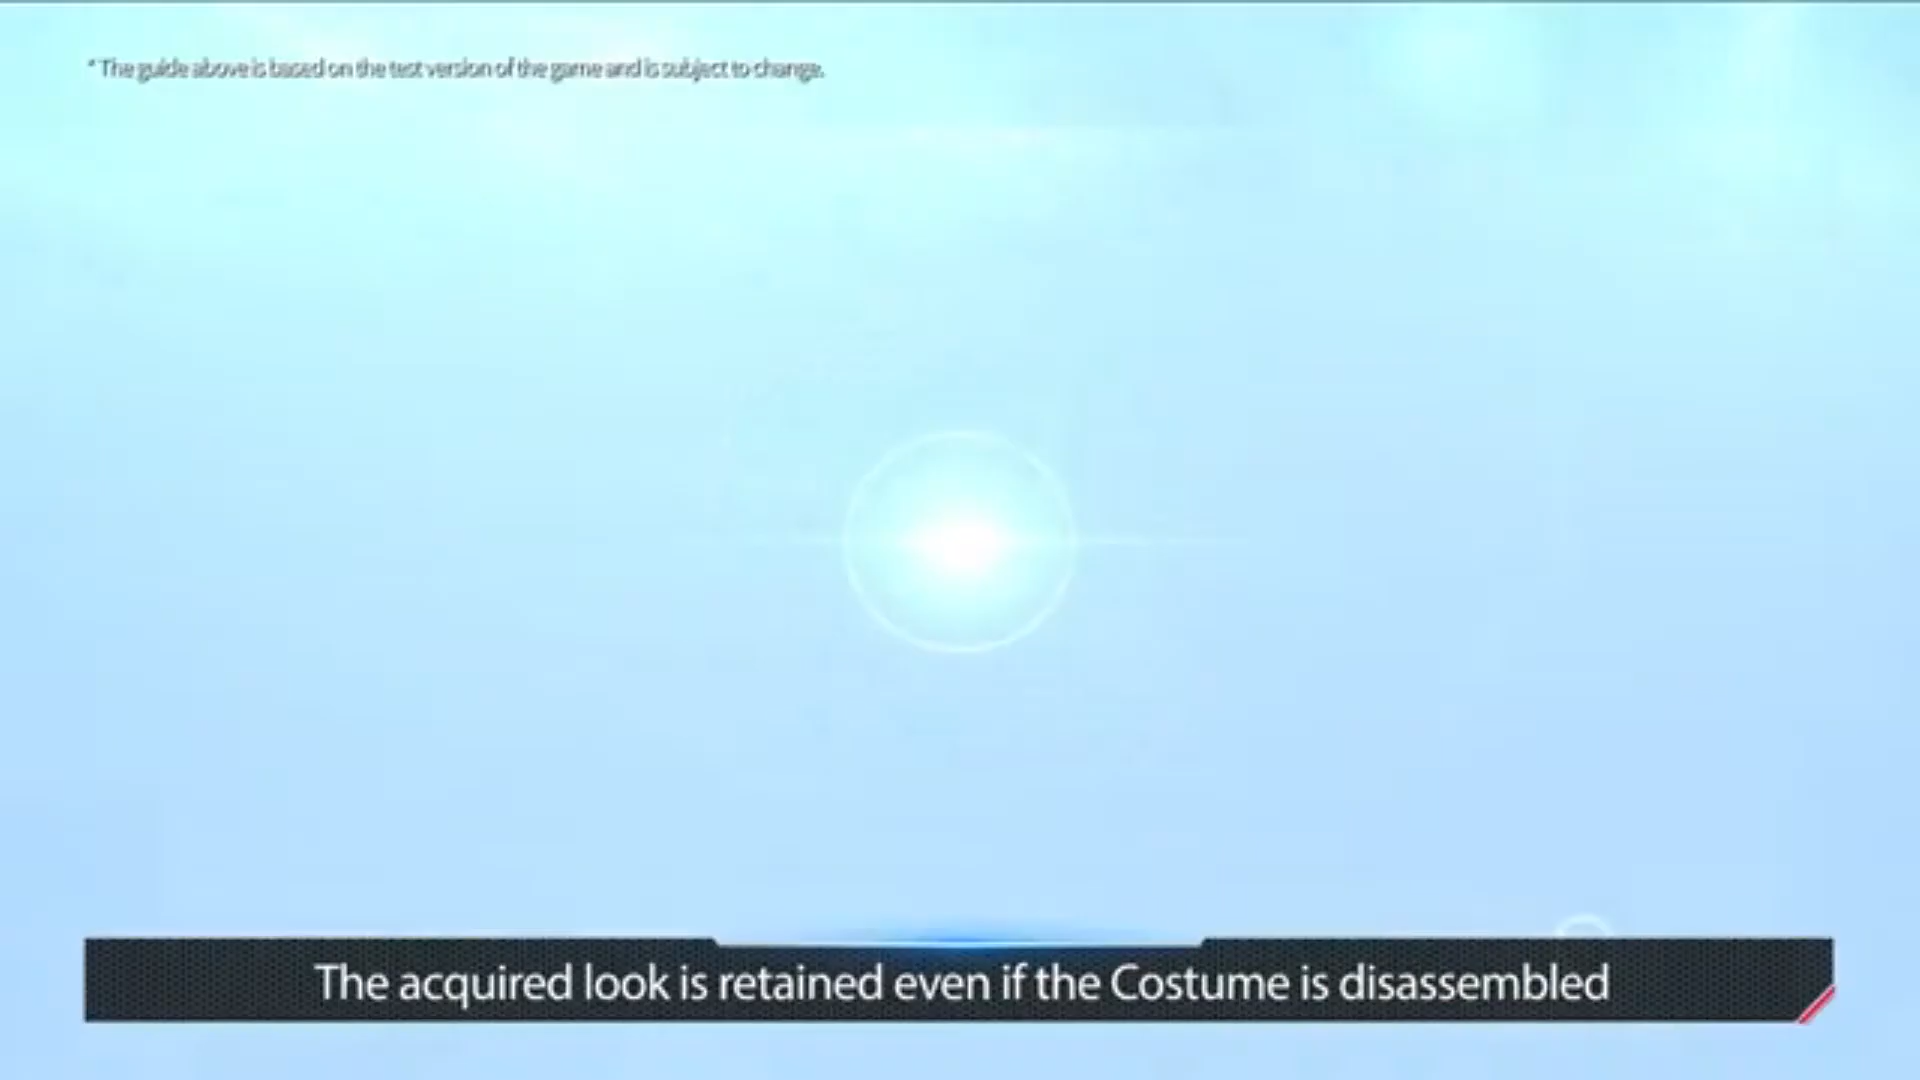 * The guide above is based on the test version of the game and is subject to change.
The acquired look is retained even if the Costume is disassembled